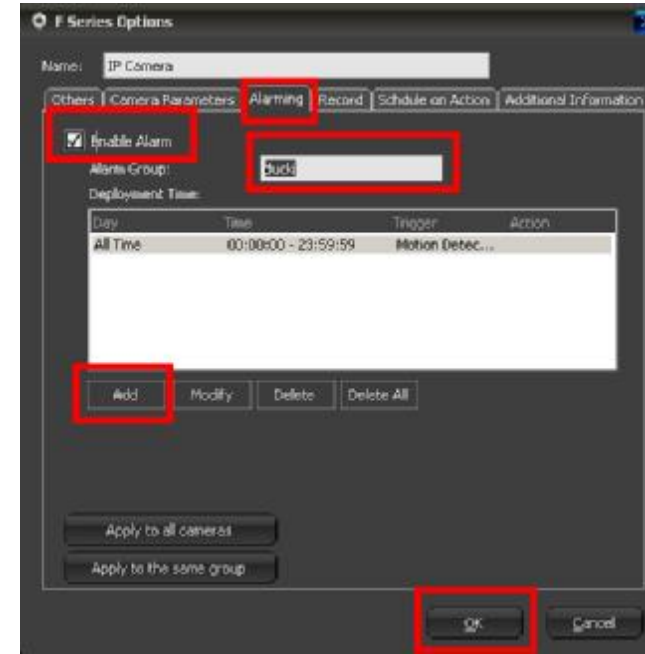 F Series Options
Name: IP Camera
Others Camera Parameters Alarming Record Schdule on Action Additional Information
Enable Alarm
Alarm Group: ducki
Deployment Time:
Day Time Trigger Action
All Time 00:00:00 - 23:59:59 Motion Detec...
Add Modify Delete Delete All
Apply to all cameras
Apply to the same group
OK Cancel